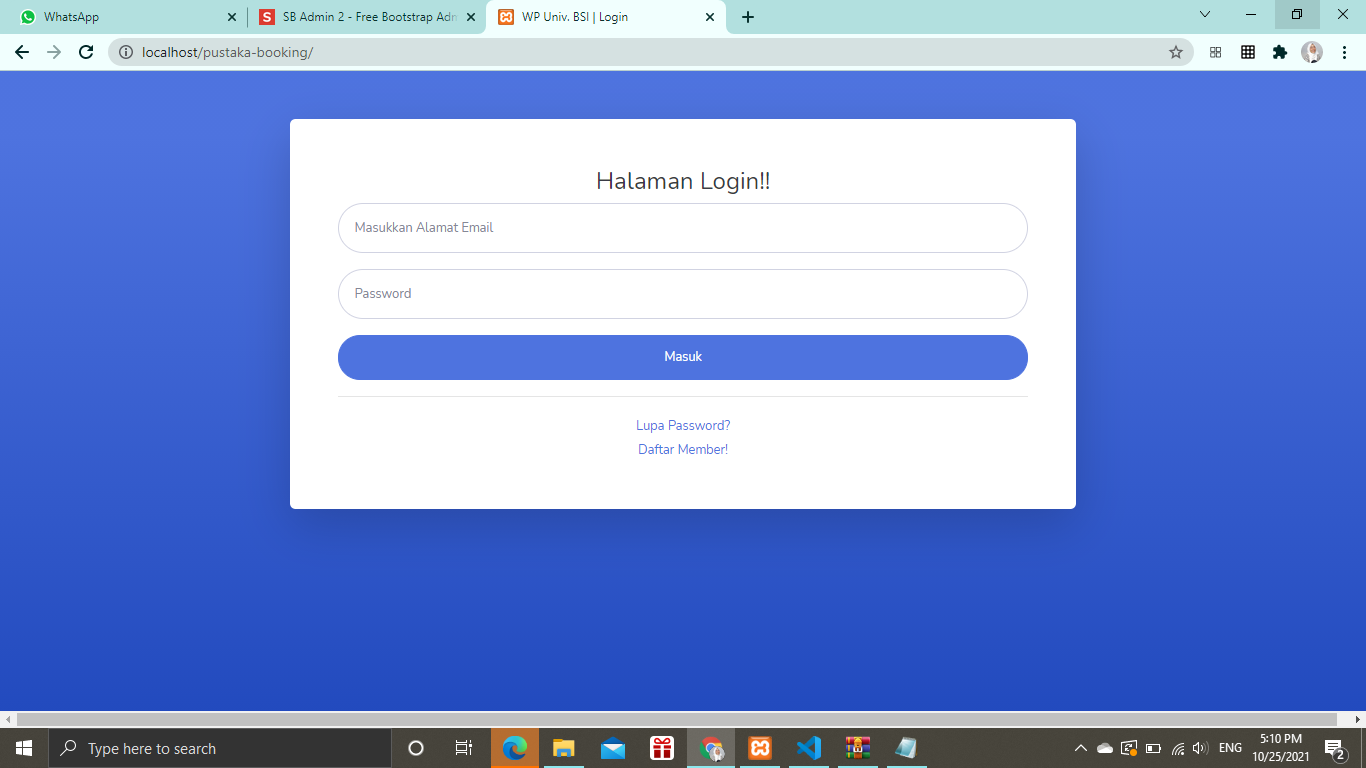 WhatsApp
SB Admin 2 - Free Bootstrap Adn
WP Univ. BSI | Login
localhost/pustaka-booking/
Halaman Login!!
Masukkan Alamat Email
Password
Masuk
Lupa Password?
Daftar Member!
Type here to search
ENG
5:10 PM
10/25/2021
2